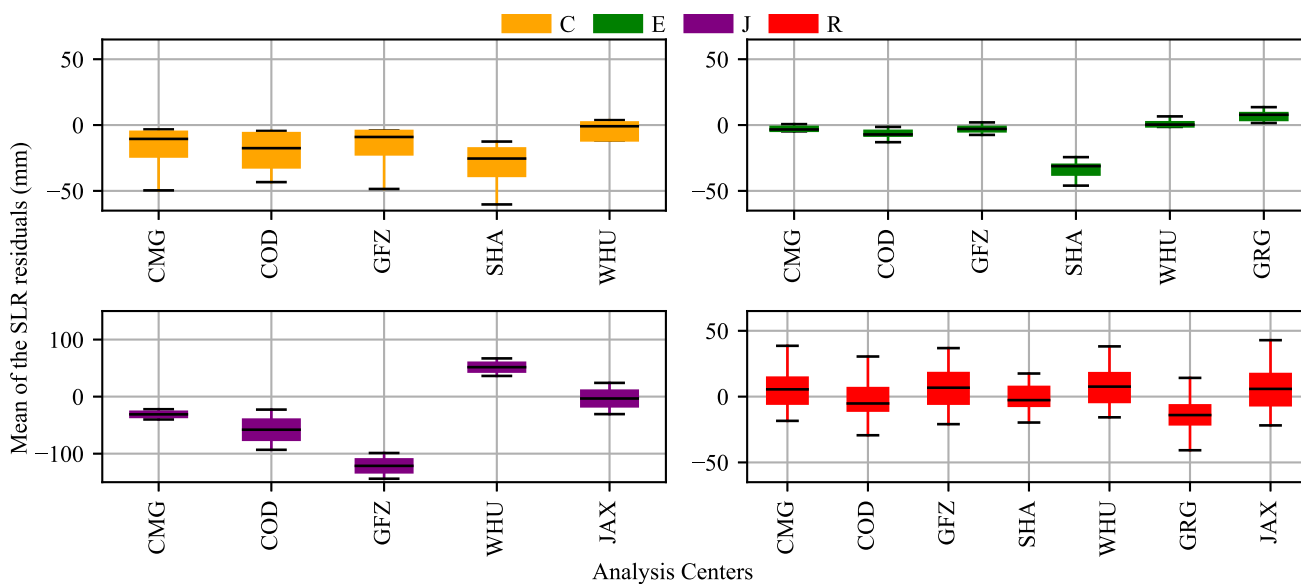 C E J R
Mean of the SLR residuals (mm)
50
0
−50
CMG COD GFZ SHA WHU
50
0
−50
CMG COD GFZ SHA WHU GRG
100
0
−100
CMG COD GFZ WHU JAX
50
0
−50
CMG COD GFZ SHA WHU GRG JAX
Analysis Centers